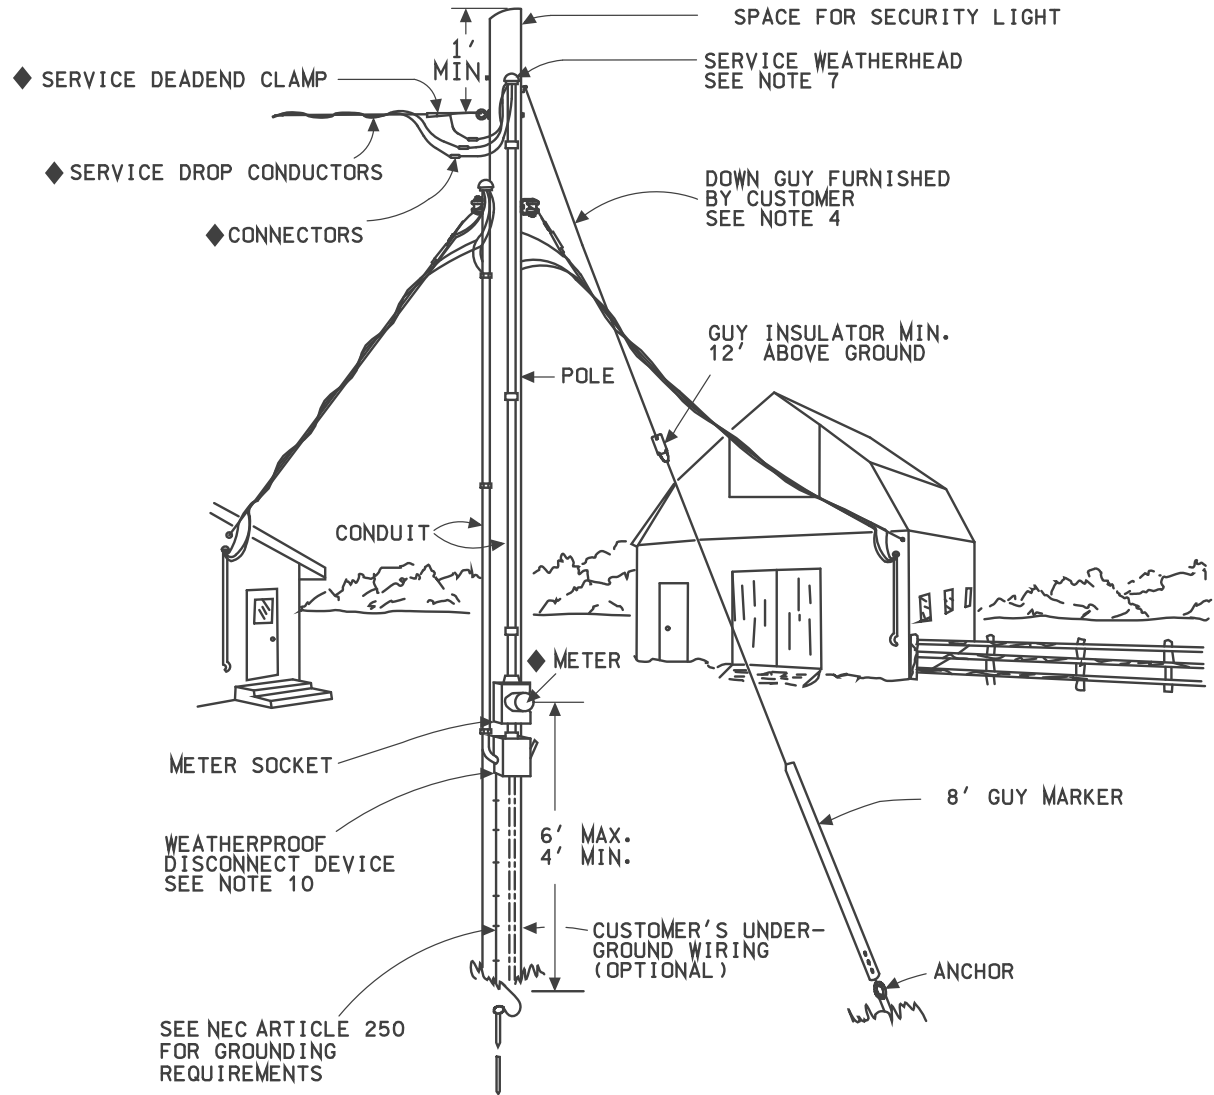 SPACE FOR SECURITY LIGHT
1'
MIN.
SERVICE WEATHERHEAD
SEE NOTE 7
SERVICE DEADEND CLAMP
SERVICE DROP CONDUCTORS
DOWN GUY FURNISHED
BY CUSTOMER
SEE NOTE 4
CONNECTORS
GUY INSULATOR MIN.
12' ABOVE GROUND
POLE
CONDUIT
METER
METER SOCKET
8' GUY MARKER
6' MAX.
4' MIN.
WEATHERPROOF
DISCONNECT DEVICE
SEE NOTE 10
CUSTOMER'S UNDER-
GROUND WIRING
(OPTIONAL)
ANCHOR
SEE NEC ARTICLE 250
FOR GROUNDING
REQUIREMENTS